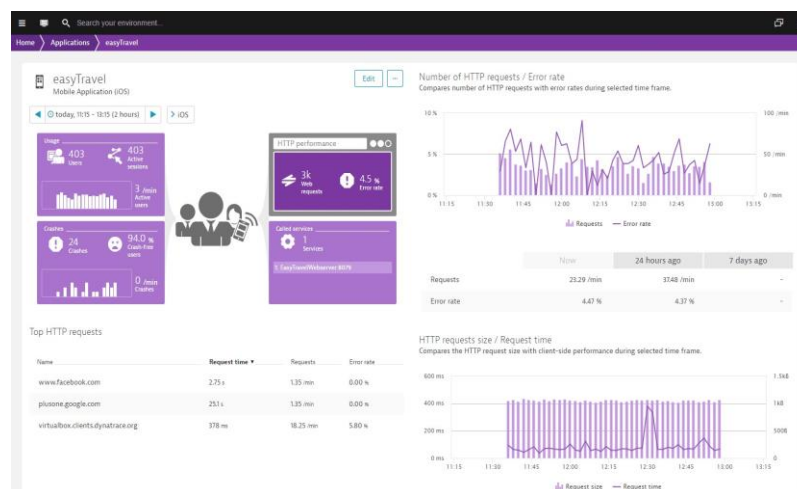 Search your environment...
Home
Applications
easyTravel
easyTravel
Mobile Application (iOS)
Edit
today, 11:15 - 13:15 (2 hours)
iOS
Usage
403
Users
403
Active sessions
3 /min
Active users
Crashes
24
Crashes
94.0 %
Crash-free users
0 /min
Crashes
HTTP performance
3k
Web requests
4.5 %
Error rate
Called services
1
Services
1 EasyTravelWebserver:8079
Top HTTP requests
Name Request time ▼ Requests Error rate
www.facebook.com 2.75 s 1.35 /min 0.00 %
plusone.google.com 1.35 /min 0.00 %
virtualbox.clients.dynatrace.org 378 ms 18.25 /min 5.80 %
Number of HTTP requests / Error rate
Compares number of HTTP requests with error rates during selected time frame.
10 % 100 /min
5 % 50 /min
0 % 0 /min
11:15 11:30 11:45 12:00 12:15 12:30 12:45 13:00 13:15
Requests Error rate
Now 24 hours ago 7 days ago
Requests 23.29 /min 37.48 /min -
Error rate 4.47 % 4.37 % -
HTTP requests size / Request time
Compares the HTTP request size with client-side performance during selected time frame.
600 ms 1.5kB
400 ms 1kB
200 ms 500B
0 ms 0
11:15 11:30 11:45 12:00 12:15 12:30 12:45 13:00 13:15
Request size Request time